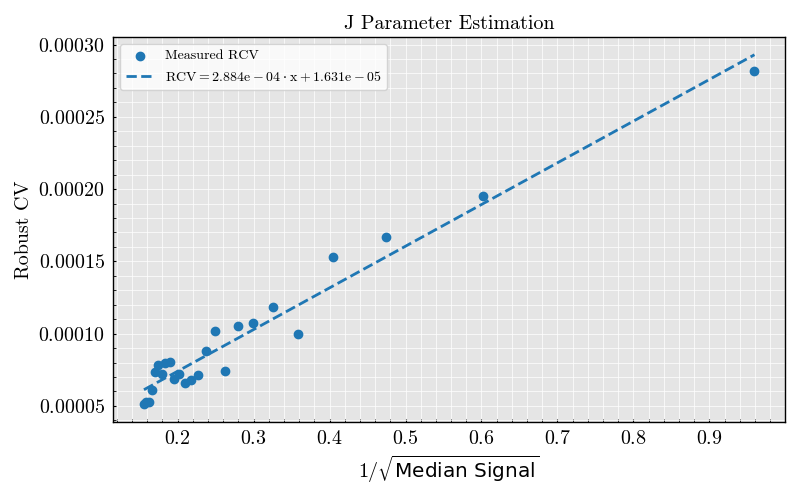 J Parameter Estimation
Measured RCV
RCV = 2.884e − 04 · x + 1.631e − 05
Robust CV
0.00030
0.00025
0.00020
0.00015
0.00010
0.00005
0.2 0.3 0.4 0.5 0.6 0.7 0.8 0.9
1/√Median Signal